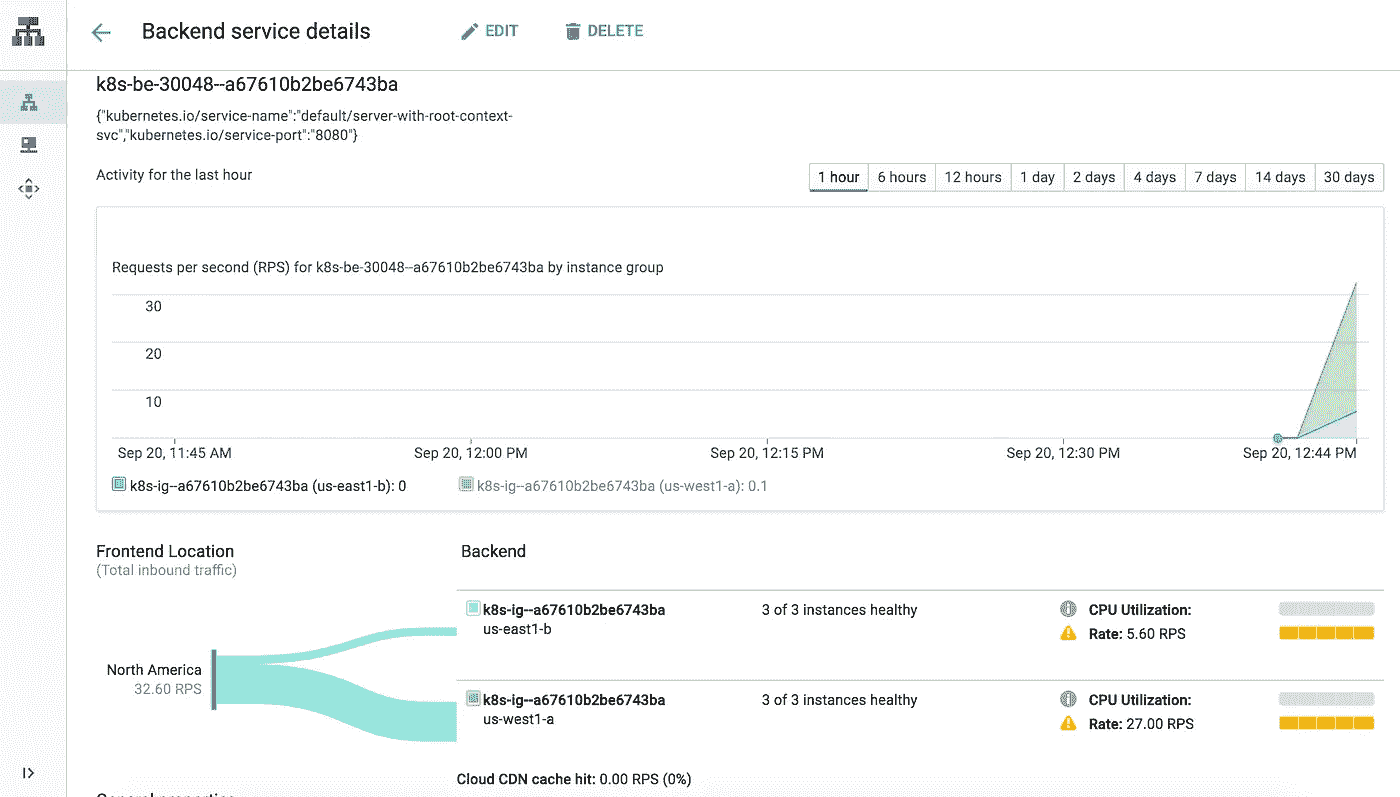 Backend service details
EDIT
DELETE
k8s-be-30048--a67610b2be6743ba
{"kubernetes.io/service-name":"default/server-with-root-context-
svc","kubernetes.io/service-port":"8080"}
Activity for the last hour
1 hour
6 hours
12 hours
1 day
2 days
4 days
7 days
14 days
30 days
Requests per second (RPS) for k8s-be-30048--a67610b2be6743ba by instance group
30
20
10
Sep 20, 11:45 AM
Sep 20, 12:00 PM
Sep 20, 12:15 PM
Sep 20, 12:30 PM
Sep 20, 12:44 PM
k8s-ig--a67610b2be6743ba (us-east1-b): 0
k8s-ig--a67610b2be6743ba (us-west1-a): 0.1
Frontend Location
(Total inbound traffic)
Backend
North America
32.60 RPS
k8s-ig--a67610b2be6743ba
us-east1-b
3 of 3 instances healthy
CPU Utilization:
Rate: 5.60 RPS
k8s-ig--a67610b2be6743ba
us-west1-a
3 of 3 instances healthy
CPU Utilization:
Rate: 27.00 RPS
Cloud CDN cache hit: 0.00 RPS (0%)
General properties